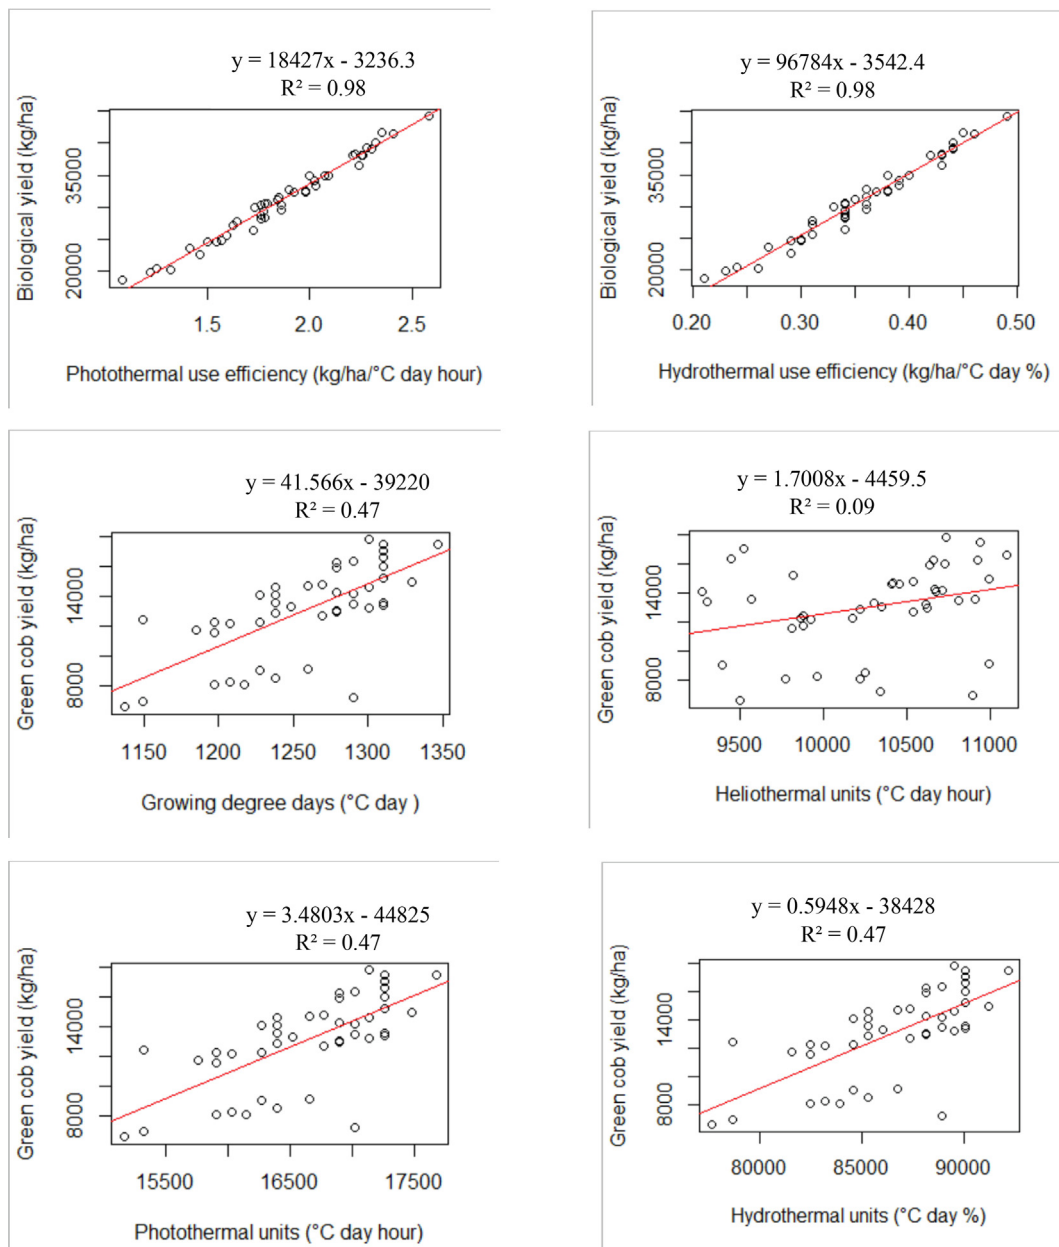 y = 18427x - 3236.3
R² = 0.98
Biological yield (kg/ha)
35000
20000
1.5 2.0 2.5
Photothermal use efficiency (kg/ha/°C day hour)
y = 96784x - 3542.4
R² = 0.98
Biological yield (kg/ha)
35000
20000
0.20 0.30 0.40 0.50
Hydrothermal use efficiency (kg/ha/°C day %)
y = 41.566x - 39220
R² = 0.47
Green cob yield (kg/ha)
14000
8000
1150 1200 1250 1300 1350
Growing degree days (°C day )
y = 1.7008x - 4459.5
R² = 0.09
Green cob yield (kg/ha)
14000
8000
9500 10000 10500 11000
Heliothermal units (°C day hour)
y = 3.4803x - 44825
R² = 0.47
Green cob yield (kg/ha)
14000
8000
15500 16500 17500
Photothermal units (°C day hour)
y = 0.5948x - 38428
R² = 0.47
Green cob yield (kg/ha)
14000
8000
80000 85000 90000
Hydrothermal units (°C day %)